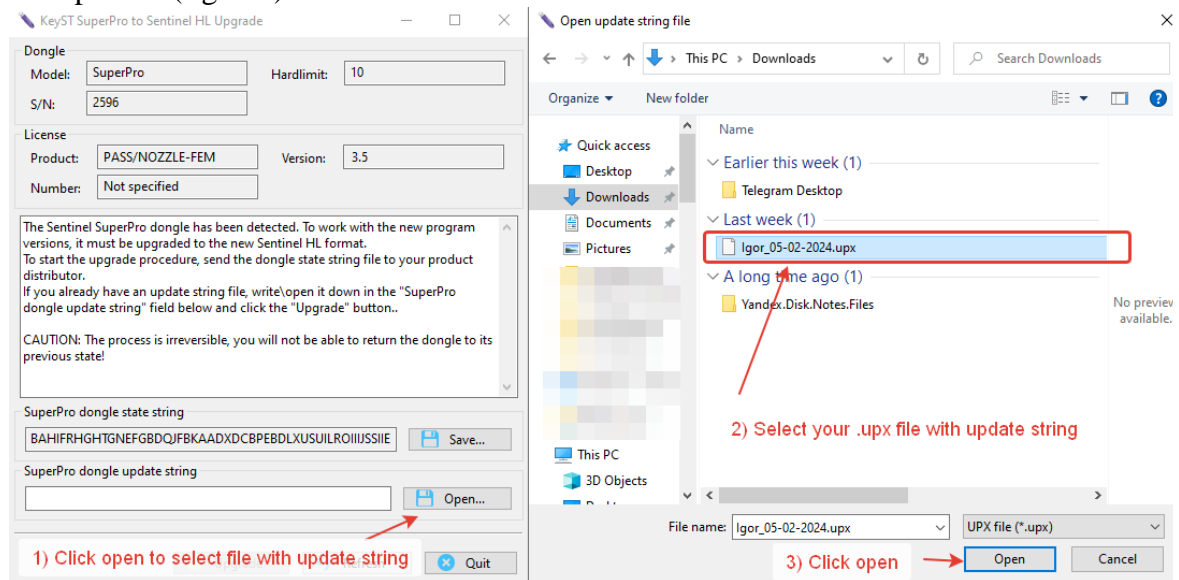 KeyST SuperPro to Sentinel HL Upgrade
Dongle
Model: SuperPro Hardlimit: 10
S/N: 2596
License
Product: PASS/NOZZLE-FEM Version: 3.5
Number: Not specified
The Sentinel SuperPro dongle has been detected. To work with the new program
versions, it must be upgraded to the new Sentinel HL format.
To start the upgrade procedure, send the dongle state string file to your product
distributor.
If you already have an update string file, write\open it down in the "SuperPro
dongle update string" field below and click the "Upgrade" button..
CAUTION: The process is irreversible, you will not be able to return the dongle to its
previous state!
SuperPro dongle state string
BAHIFRHGHTGNEFGBDQJFBKAADXDCBPEBDLXUSUILROIIIJSSIIE Save...
SuperPro dongle update string
Open...
1) Click open to select file with update string
Quit
Open update string file
This PC > Downloads
Search Downloads
Organize New folder
Quick access
Desktop
Downloads
Documents
Pictures
This PC
3D Objects
Name
Earlier this week (1)
Telegram Desktop
Last week (1)
Igor_05-02-2024.upx
A long time ago (1)
Yandex.Disk.Notes.Files
No preview
available.
2) Select your .upx file with update string
File name: Igor_05-02-2024.upx UPX file (*.upx)
3) Click open
Open Cancel